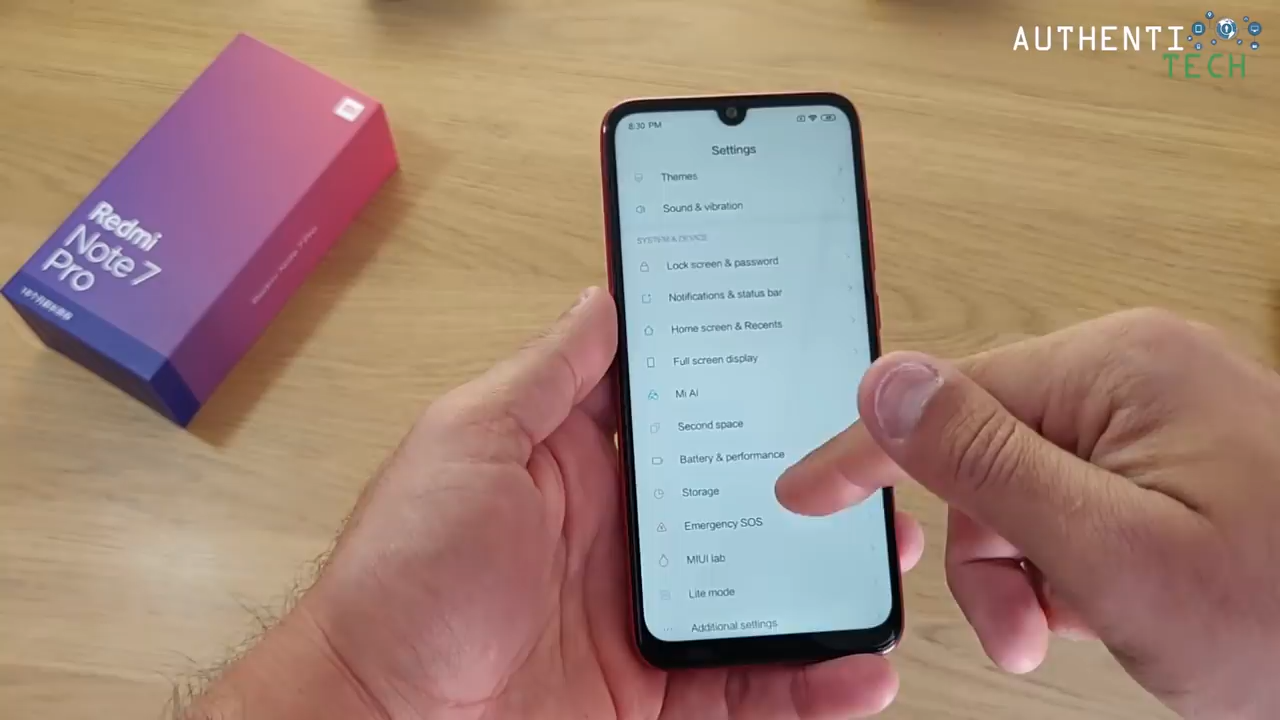 AUTHENTI
TECH
Redmi
Note 7
Pro
8:30 PM
Settings
Themes
Sound & vibration
SYSTEM & DEVICE
Lock screen & password
Notifications & status bar
Home screen & Recents
Full screen display
Mi AI
Second space
Battery & performance
Storage
Emergency SOS
MIUI lab
Lite mode
Additional settings